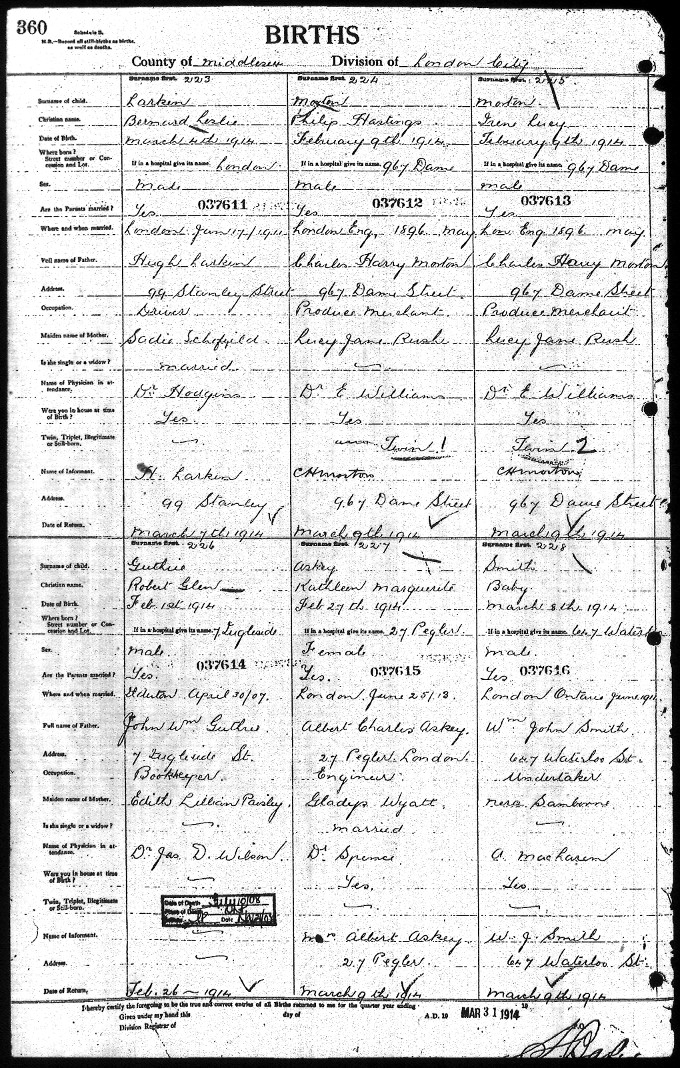 360
Schedule B.
N.B.—Record all still-births as births, as well as deaths.
BIRTHS
County of Middlesex Division of London City
Surname first. 223 Surname first. 224 Surname first. 225
Surname of child. Larkin Morton Morton
Christian name. Bernard Leslie Philip Hastings Irene Lucy
Date of Birth. March 4th 1914 February 9th 1914 February 9th 1914
Where born? Street number or Concession and Lot. If in a hospital give its name. London If in a hospital give its name. 967 Dame If in a hospital give its name. 967 Dame
Sex. Male male male
037611 037612 037613
Are the Parents married? Yes Yes Yes
Where and when married. London Jun 17/1911 London Eng, 1896 May Lon Eng 1896 May
Full name of Father. Hugh Larkin Charles Harry Morton Charles Harry Morton
Address. 99 Stanley Street 967 Dame Street 967 Dame Street
Occupation. Driver Produce Merchant Produce Merchant
Maiden name of Mother. Sadie Schofield Lucy Jane Rush Lucy Jane Rush
Is she single or a widow? married
Name of Physician in attendance. Dr Hodgins Dr E Williams Dr E Williams
Were you in house at time of Birth? Yes Yes Yes
Twin, Triplet, Illegitimate or Still-born. Twin 1 Twin 2
Name of Informant. H. Larkin CHMorton CHMorton
Address. 99 Stanley 967 Dame Street 967 Dame Street
Date of Return. March 7th 1914 March 9th 1914 March 9th 1914
Surname first. 226 Surname first. 227 Surname first. 228
Surname of child. Guthrie Askey Smith
Christian name. Robert Glen Kathleen Marguerite Baby
Date of Birth. Feb 1st 1914 Feb 27th 1914 March 8th 1914
Where born? Street number or Concession and Lot. If in a hospital give its name. 7 Ingleside If in a hospital give its name. 27 Pegler If in a hospital give its name. 647 Waterloo
Sex. Male Female Male
037614 037615 037616
Are the Parents married? Yes. Yes. Yes
Where and when married. Ilderton April 30/07. London June 25/13. London Ontario June 1911
Full name of Father. John Wm Guthrie Albert Charles Askey. Wm John Smith
Address. 7 Ingleside St. 27 Pegler London. 647 Waterloo St.
Occupation. Bookkeeper Engineer Undertaker
Maiden name of Mother. Edith Lillian Paisley. Gladys Wyatt. Sanborne
Is she single or a widow? married
Name of Physician in attendance. Dr Jas. D. Wilson Dr Spence A. MacLaren
Were you in house at time of Birth? Yes, Yes.
Twin, Triplet, Illegitimate or Still-born.
Date of Death
Place of Death
Date
Name of Informant. Mr Albert Askey W. J. Smith
Address. 27 Pegler 647 Waterloo St.
Date of Return. Feb. 26 - 1914 March 9th 1914 March 9th 1914
I hereby certify the foregoing to be the true and correct entries of all Births returned to me for the quarter year ending 19
Given under my hand this day of A.D. 19 MAR 31 1914
Division Registrar of